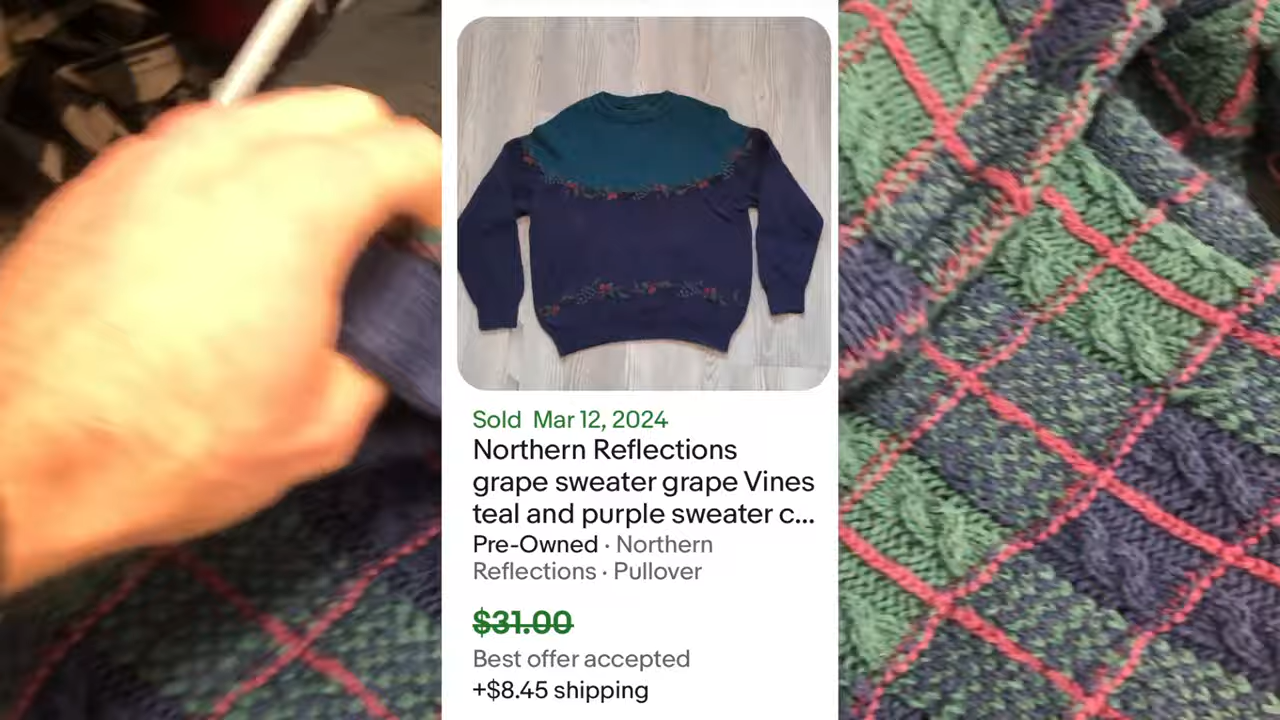 Sold Mar 12, 2024
Northern Reflections
grape sweater grape Vines
teal and purple sweater c...
Pre-Owned · Northern
Reflections · Pullover
$31.00
Best offer accepted
+$8.45 shipping